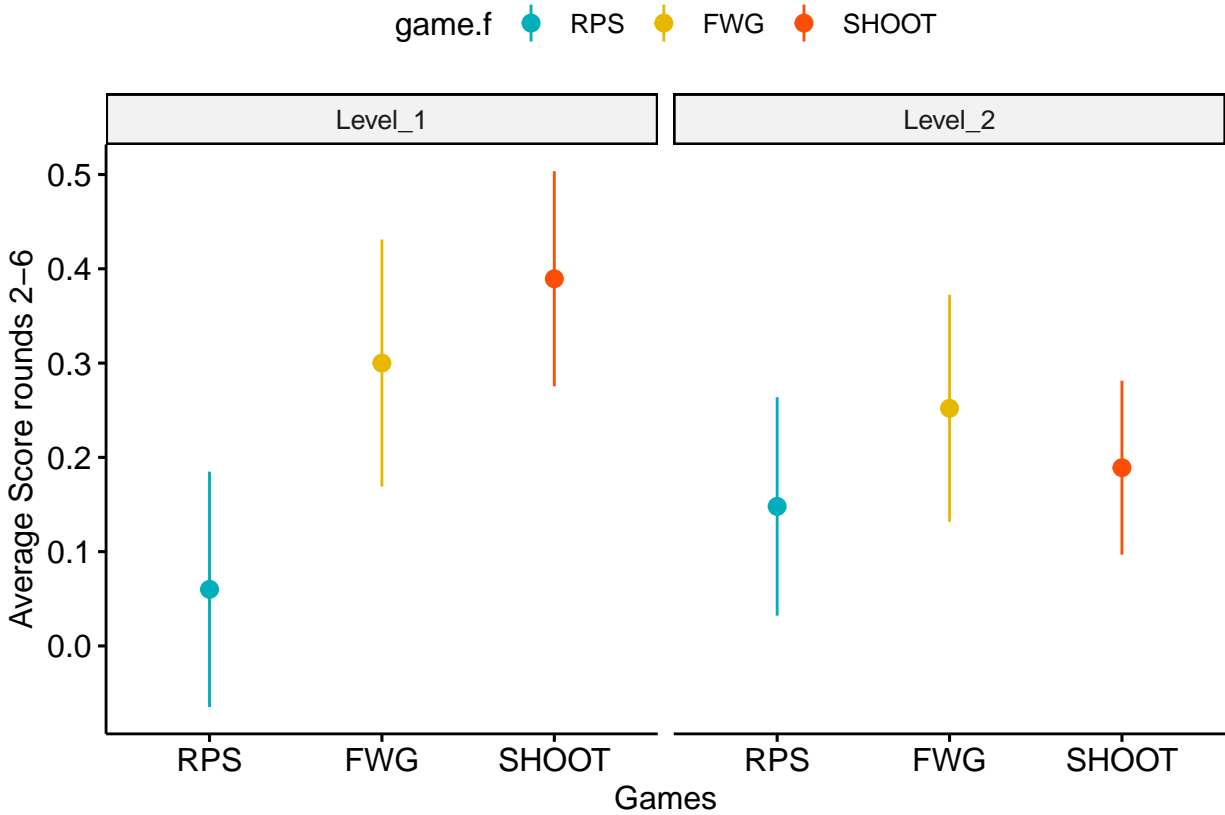 game.f RPS FWG SHOOT
Level_1 Level_2
Average Score rounds 2−6
0.5
0.4
0.3
0.2
0.1
0.0
RPS FWG SHOOT RPS FWG SHOOT
Games